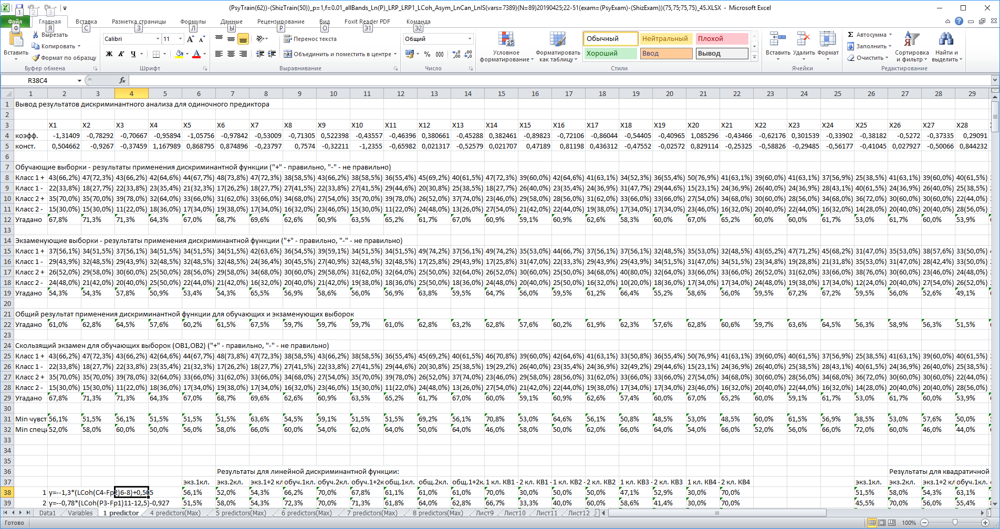 (PsyTrain(62))-(ShizTrain(50))_p=1,f=0.01_allBands_Ln(P)_LRP_LRP1_LCoh_Asym_LnCan_LnIS(vars=7389)(N=89)20190425;22-51(exam=(PsyExam)-(ShizExam))(75,75;75,75)_45.XLSX - Microsoft Excel
1 2 3
Файл Главная Вставка Разметка страницы Формулы Данные Рецензирование Вид Foxit Reader PDF Команда
Ф Я С З Л Ы Р О Э1 Э2
Вставить
Вырезать
Копировать
Формат по образцу
Буфер обмена
Calibri 11
Ж К Ч
Шрифт
Перенос текста
Объединить и поместить в центре
Выравнивание
Общий
% 000
Число
Условное форматирование
Форматировать как таблицу
Обычный Нейтральный Плохой
Хороший Ввод Вывод
Стили
Вставить Удалить Формат
Ячейки
Автосумма
Заполнить
Очистить
Сортировка и фильтр
Найти и выделить
Редактирование
R38C4 fx
1 2 3 4 5 6 7 8 9 10 11 12 13 14 15 16 17 18 19 20 21 22 23 24 25 26 27 28 29
1 Вывод результатов дискриминантного анализа для одиночного предиктора
2
3 X1 X2 X3 X4 X5 X6 X7 X8 X9 X10 X11 X12 X13 X14 X15 X16 X17 X18 X19 X20 X21 X22 X23 X24 X25 X26 X27 X28
4 коэфф. -1,31409 -0,78292 -0,70667 -0,95894 -1,05756 -0,97842 -0,53009 -0,71305 0,522398 -0,43557 -0,46396 0,380661 -0,45288 0,382461 -0,89823 -0,72106 -0,86044 -0,54405 -0,40965 1,085296 -0,43466 -0,62176 0,301539 -0,33902 -0,38182 -0,5272 -0,37335 0,29091
5 конст. 0,504662 -0,9267 -0,37459 1,167989 0,868795 0,874896 -0,23797 0,7574 -0,32211 -1,2355 -0,65982 0,021317 -0,52579 0,021707 0,47189 0,81198 0,436312 -0,47552 -0,02572 0,829114 -0,25325 -0,58826 -0,29485 -0,56177 -0,41045 0,027927 -0,50066 0,844232
6
7 Обучающие выборки - результаты применения дискриминантной функции ("+" - правильно, "-" - не правильно)
8 Класс 1 + 43(66,2%) 47(72,3%) 43(66,2%) 42(64,6%) 44(67,7%) 48(73,8%) 47(72,3%) 38(58,5%) 43(66,2%) 38(58,5%) 36(55,4%) 45(69,2%) 40(61,5%) 47(72,3%) 39(60,0%) 42(64,6%) 41(63,1%) 34(52,3%) 36(55,4%) 50(76,9%) 41(63,1%) 39(60,0%) 41(63,1%) 37(56,9%) 25(38,5%) 41(63,1%) 39(60,0%) 40(61,5%)
9 Класс 1 - 22(33,8%) 18(27,7%) 22(33,8%) 23(35,4%) 21(32,3%) 17(26,2%) 18(27,7%) 27(41,5%) 22(33,8%) 27(41,5%) 29(44,6%) 20(30,8%) 25(38,5%) 18(27,7%) 26(40,0%) 23(35,4%) 24(36,9%) 31(47,7%) 29(44,6%) 15(23,1%) 24(36,9%) 26(40,0%) 24(36,9%) 28(43,1%) 40(61,5%) 24(36,9%) 26(40,0%) 25(38,5%)
10 Класс 2 + 35(70,0%) 35(70,0%) 39(78,0%) 32(64,0%) 33(66,0%) 31(62,0%) 33(66,0%) 34(68,0%) 27(54,0%) 35(70,0%) 39(78,0%) 26(52,0%) 37(74,0%) 23(46,0%) 29(58,0%) 28(56,0%) 31(62,0%) 33(66,0%) 33(66,0%) 27(54,0%) 34(68,0%) 30(60,0%) 28(56,0%) 34(68,0%) 36(72,0%) 30(60,0%) 30(60,0%) 22(44,0%)
11 Класс 2 - 15(30,0%) 15(30,0%) 11(22,0%) 18(36,0%) 17(34,0%) 19(38,0%) 17(34,0%) 16(32,0%) 23(46,0%) 15(30,0%) 11(22,0%) 24(48,0%) 13(26,0%) 27(54,0%) 21(42,0%) 22(44,0%) 19(38,0%) 17(34,0%) 17(34,0%) 23(46,0%) 16(32,0%) 20(40,0%) 22(44,0%) 16(32,0%) 14(28,0%) 20(40,0%) 20(40,0%) 28(56,0%)
12 Угадано 67,8% 71,3% 71,3% 64,3% 67,0% 68,7% 69,6% 62,6% 60,9% 63,5% 65,2% 61,7% 67,0% 60,9% 59,1% 60,9% 62,6% 58,3% 60,0% 67,0% 65,2% 60,0% 60,0% 61,7% 53,0% 61,7% 60,0% 53,9%
13
14 Экзаменующие выборки - результаты применения дискриминантной функции ("+" - правильно, "-" - не правильно)
15 Класс 1 + 37(56,1%) 34(51,5%) 37(56,1%) 34(51,5%) 34(51,5%) 34(51,5%) 42(63,6%) 36(54,5%) 39(59,1%) 34(51,5%) 34(51,5%) 49(74,2%) 37(56,1%) 49(74,2%) 35(53,0%) 44(66,7%) 37(56,1%) 37(56,1%) 32(48,5%) 35(53,0%) 32(48,5%) 43(65,2%) 47(71,2%) 45(68,2%) 31(47,0%) 35(53,0%) 38(57,6%) 33(50,0%)
16 Класс 1 - 29(43,9%) 32(48,5%) 29(43,9%) 32(48,5%) 32(48,5%) 32(48,5%) 24(36,4%) 30(45,5%) 27(40,9%) 32(48,5%) 32(48,5%) 17(25,8%) 29(43,9%) 17(25,8%) 31(47,0%) 22(33,3%) 29(43,9%) 29(43,9%) 34(51,5%) 31(47,0%) 34(51,5%) 23(34,8%) 19(28,8%) 21(31,8%) 35(53,0%) 31(47,0%) 28(42,4%) 33(50,0%)
17 Класс 2 + 26(52,0%) 29(58,0%) 30(60,0%) 25(50,0%) 28(56,0%) 29(58,0%) 34(68,0%) 30(60,0%) 29(58,0%) 31(62,0%) 32(64,0%) 25(50,0%) 32(64,0%) 26(52,0%) 30(60,0%) 25(50,0%) 34(68,0%) 40(80,0%) 32(64,0%) 33(66,0%) 33(66,0%) 26(52,0%) 31(62,0%) 33(66,0%) 38(76,0%) 30(60,0%) 23(46,0%) 24(48,0%)
18 Класс 2 - 24(48,0%) 21(42,0%) 20(40,0%) 25(50,0%) 22(44,0%) 21(42,0%) 16(32,0%) 20(40,0%) 21(42,0%) 19(38,0%) 18(36,0%) 25(50,0%) 18(36,0%) 24(48,0%) 20(40,0%) 25(50,0%) 16(32,0%) 10(20,0%) 18(36,0%) 17(34,0%) 17(34,0%) 24(48,0%) 19(38,0%) 17(34,0%) 12(24,0%) 20(40,0%) 27(54,0%) 26(52,0%)
19 Угадано 54,3% 54,3% 57,8% 50,9% 53,4% 54,3% 65,5% 56,9% 58,6% 56,0% 56,9% 63,8% 59,5% 64,7% 56,0% 59,5% 61,2% 66,4% 55,2% 58,6% 56,0% 59,5% 67,2% 67,2% 59,5% 56,0% 52,6% 49,1%
20
21 Общий результат применения дискриминантной функции для обучающих и экзаменующих выборок
22 Угадано 61,0% 62,8% 64,5% 57,6% 60,2% 61,5% 67,5% 59,7% 59,7% 59,7% 61,0% 62,8% 63,2% 62,8% 57,6% 60,2% 61,9% 62,3% 57,6% 62,8% 60,6% 59,7% 63,6% 64,5% 56,3% 58,9% 56,3% 51,5%
23
24 Скользящий экзамен для обучающих выборок (ОВ1,ОВ2) ("+" - правильно, "-" - не правильно)
25 Класс 1 + 43(66,2%) 47(72,3%) 43(66,2%) 42(64,6%) 44(67,7%) 48(73,8%) 47(72,3%) 38(58,5%) 43(66,2%) 38(58,5%) 36(55,4%) 45(69,2%) 40(61,5%) 46(70,8%) 39(60,0%) 42(64,6%) 41(63,1%) 33(50,8%) 36(55,4%) 50(76,9%) 41(63,1%) 39(60,0%) 40(61,5%) 37(56,9%) 25(38,5%) 41(63,1%) 39(60,0%) 40(61,5%)
26 Класс 1 - 22(33,8%) 18(27,7%) 22(33,8%) 23(35,4%) 21(32,3%) 17(26,2%) 18(27,7%) 27(41,5%) 22(33,8%) 27(41,5%) 29(44,6%) 20(30,8%) 25(38,5%) 19(29,2%) 26(40,0%) 23(35,4%) 24(36,9%) 32(49,2%) 29(44,6%) 15(23,1%) 24(36,9%) 26(40,0%) 25(38,5%) 28(43,1%) 40(61,5%) 24(36,9%) 26(40,0%) 25(38,5%)
27 Класс 2 + 35(70,0%) 35(70,0%) 39(78,0%) 32(64,0%) 33(66,0%) 31(62,0%) 33(66,0%) 34(68,0%) 27(54,0%) 35(70,0%) 39(78,0%) 26(52,0%) 37(74,0%) 23(46,0%) 29(58,0%) 28(56,0%) 31(62,0%) 33(66,0%) 33(66,0%) 27(54,0%) 34(68,0%) 30(60,0%) 28(56,0%) 34(68,0%) 36(72,0%) 30(60,0%) 30(60,0%) 22(44,0%)
28 Класс 2 - 15(30,0%) 15(30,0%) 11(22,0%) 18(36,0%) 17(34,0%) 19(38,0%) 17(34,0%) 16(32,0%) 23(46,0%) 15(30,0%) 11(22,0%) 24(48,0%) 13(26,0%) 27(54,0%) 21(42,0%) 22(44,0%) 19(38,0%) 17(34,0%) 17(34,0%) 23(46,0%) 16(32,0%) 20(40,0%) 22(44,0%) 16(32,0%) 14(28,0%) 20(40,0%) 20(40,0%) 28(56,0%)
29 Угадано 67,8% 71,3% 71,3% 64,3% 67,0% 68,7% 69,6% 62,6% 60,9% 63,5% 65,2% 61,7% 67,0% 60,0% 59,1% 60,9% 62,6% 57,4% 60,0% 67,0% 65,2% 60,0% 59,1% 61,7% 53,0% 61,7% 60,0% 53,9%
30
31 Min чувст 56,1% 51,5% 56,1% 51,5% 51,5% 51,5% 63,6% 54,5% 59,1% 51,5% 51,5% 69,2% 56,1% 70,8% 53,0% 64,6% 56,1% 50,8% 48,5% 53,0% 48,5% 60,0% 61,5% 56,9% 38,5% 53,0% 57,6% 50,0%
32 Min специ 52,0% 58,0% 60,0% 50,0% 56,0% 58,0% 66,0% 60,0% 54,0% 62,0% 64,0% 50,0% 64,0% 46,0% 58,0% 50,0% 62,0% 66,0% 64,0% 54,0% 66,0% 52,0% 56,0% 66,0% 72,0% 60,0% 46,0% 44,0%
33
34
35
36 Результаты для линейной дискриминантной функции: Результаты для квадратичной
37 экз.1кл. экз.2кл. экз.1+2 кл обуч.1кл. обуч.2кл. обуч.1+2к общ.1кл. общ.2кл. общ.1+2к. 1 кл. КВ1 - 2 кл. КВ1 - 1 кл. КВ2 - 2 кл. КВ2 1 кл. КВ3 - 2 кл. КВ3 1 кл. КВ4 - 2 кл. КВ4 экз.1кл. экз.2кл. экз.1+2 кл обуч.1кл.
38 1 y=--1,3*(LCoh(C4-Fp2)6-8)+0,505 56,1% 52,0% 54,3% 66,2% 70,0% 67,8% 61,1% 61,0% 61,0% 70,0% 30,0% 50,0% 50,0% 47,1% 52,9% 30,0% 70,0% 51,5% 58,0% 54,3% 63,1%
39 2 y=--0,78*(LCoh(P3-Fp1)11-12,5)-0,927 51,5% 58,0% 54,3% 72,3% 70,0% 71,3% 61,8% 64,0% 62,8% 66,7% 33,3% 40,0% 60,0% 58,6% 41,4% 30,0% 70,0% 45,5% 70,0% 56,0% 55,4%
Data1 Variables 1 predictor 4 predictors(Max) 5 predictors(Max) 6 predictors(Max) 7 predictors(Max) 8 predictors(Max) Лист9 Лист10 Лист11 Лист12
Готово 100%